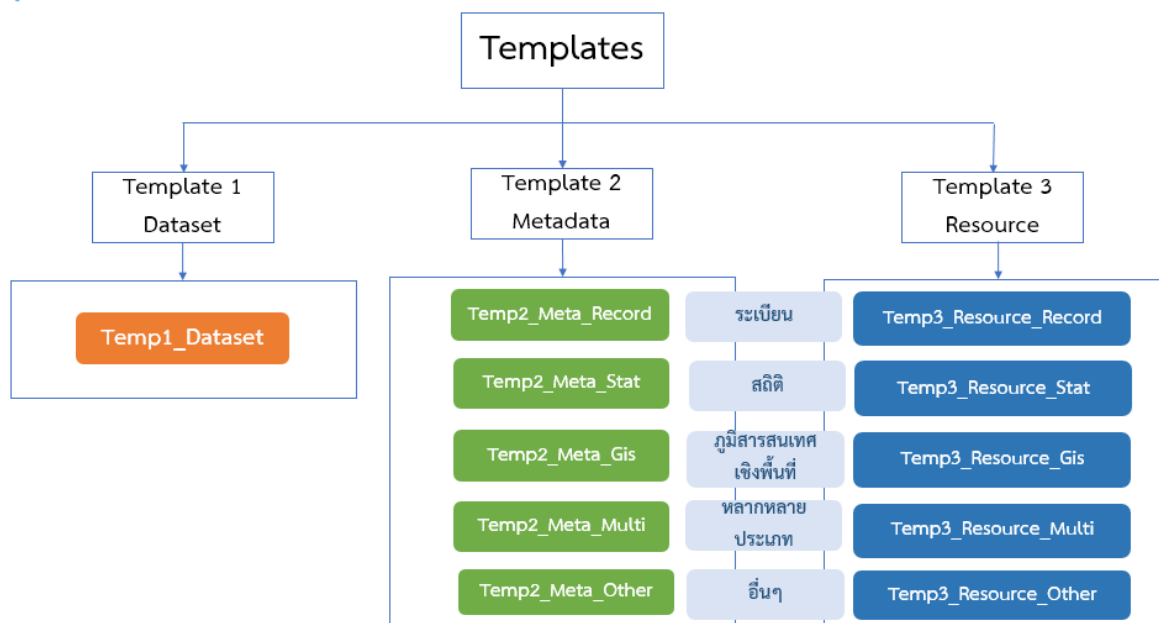 Templates
Template 1
Dataset
Template 2
Metadata
Template 3
Resource
Temp1_Dataset
Temp2_Meta_Record
ระเบียน
Temp3_Resource_Record
Temp2_Meta_Stat
สถิติ
Temp3_Resource_Stat
Temp2_Meta_Gis
ภูมิสารสนเทศ
เชิงพื้นที่
Temp3_Resource_Gis
Temp2_Meta_Multi
หลากหลาย
ประเภท
Temp3_Resource_Multi
Temp2_Meta_Other
อื่นๆ
Temp3_Resource_Other